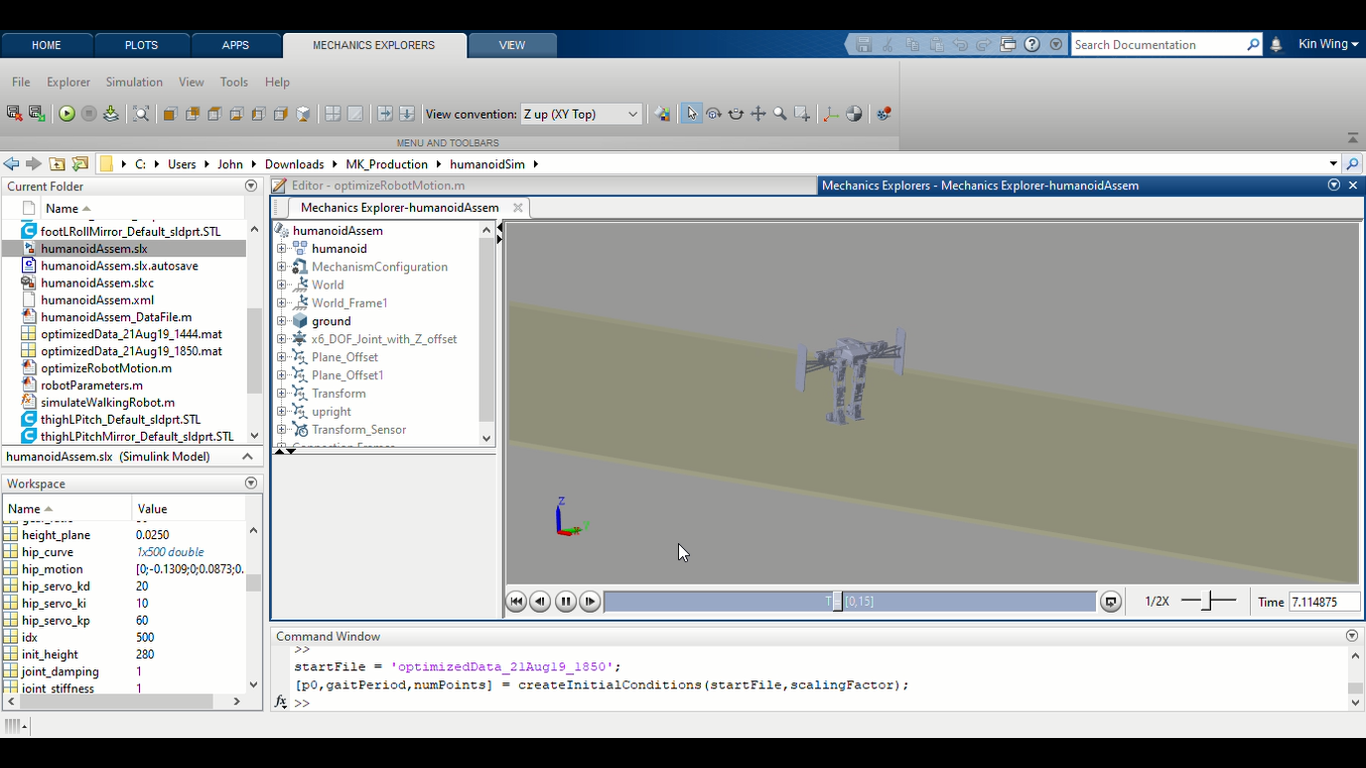 HOME PLOTS APPS MECHANICS EXPLORERS VIEW Search Documentation Kin Wing
File Explorer Simulation View Tools Help
View convention: Z up (XY Top)
MENU AND TOOLBARS
C: Users John Downloads MK_Production humanoidSim
Current Folder
Name
footLRollMirror_Default_sldprt.STL
humanoidAssem.slx
humanoidAssem.slx.autosave
humanoidAssem.slxc
humanoidAssem.xml
humanoidAssem_DataFile.m
optimizedData_21Aug19_1444.mat
optimizedData_21Aug19_1850.mat
optimizeRobotMotion.m
robotParameters.m
simulateWalkingRobot.m
thighLPitch_Default_sldprt.STL
thighLPitchMirror_Default_sldprt.STL
humanoidAssem.slx (Simulink Model)
Workspace
Name Value
height_plane 0.0250
hip_curve 1x500 double
hip_motion [0;-0.1309;0;0.0873;0.
hip_servo_kd 20
hip_servo_ki 10
hip_servo_kp 60
idx 500
init_height 280
joint_damping 1
joint_stiffness 1
Editor - optimizeRobotMotion.m
Mechanics Explorers - Mechanics Explorer-humanoidAssem
Mechanics Explorer-humanoidAssem
humanoidAssem
humanoid
MechanismConfiguration
World
World_Frame1
ground
x6_DOF_Joint_with_Z_offset
Plane_Offset
Plane_Offset1
Transform
upright
Transform_Sensor
Connection Frames
Z
[0,15] 1/2X Time 7.114875
Command Window
>>
startFile = 'optimizedData_21Aug19_1850';
[p0,gaitPeriod,numPoints] = createInitialConditions(startFile,scalingFactor);
fx >>